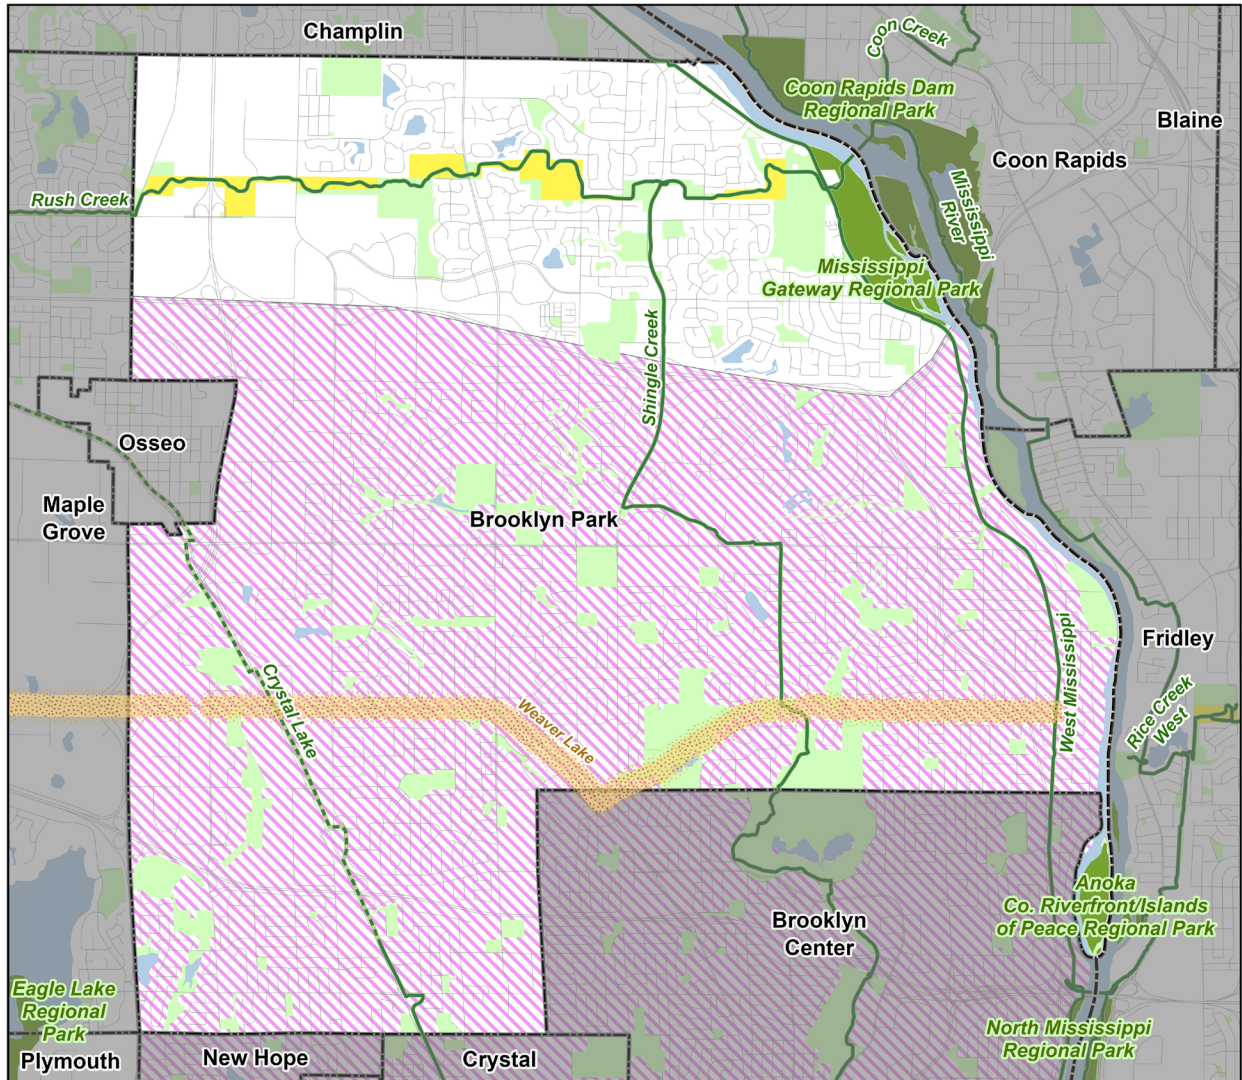 Champlin
Coon Creek
Coon Rapids Dam
Regional Park
Blaine
Coon Rapids
Rush Creek
Mississippi
River
Mississippi
Gateway Regional Park
Shingle Creek
Osseo
Maple
Grove
Brooklyn Park
Fridley
West Mississippi
Crystal Lake
Weaver Lake
Rice Creek
West
Anoka
Co. Riverfront/Islands
of Peace Regional Park
Brooklyn
Center
Eagle Lake
Regional
Park
North Mississippi
Regional Park
Plymouth
New Hope
Crystal